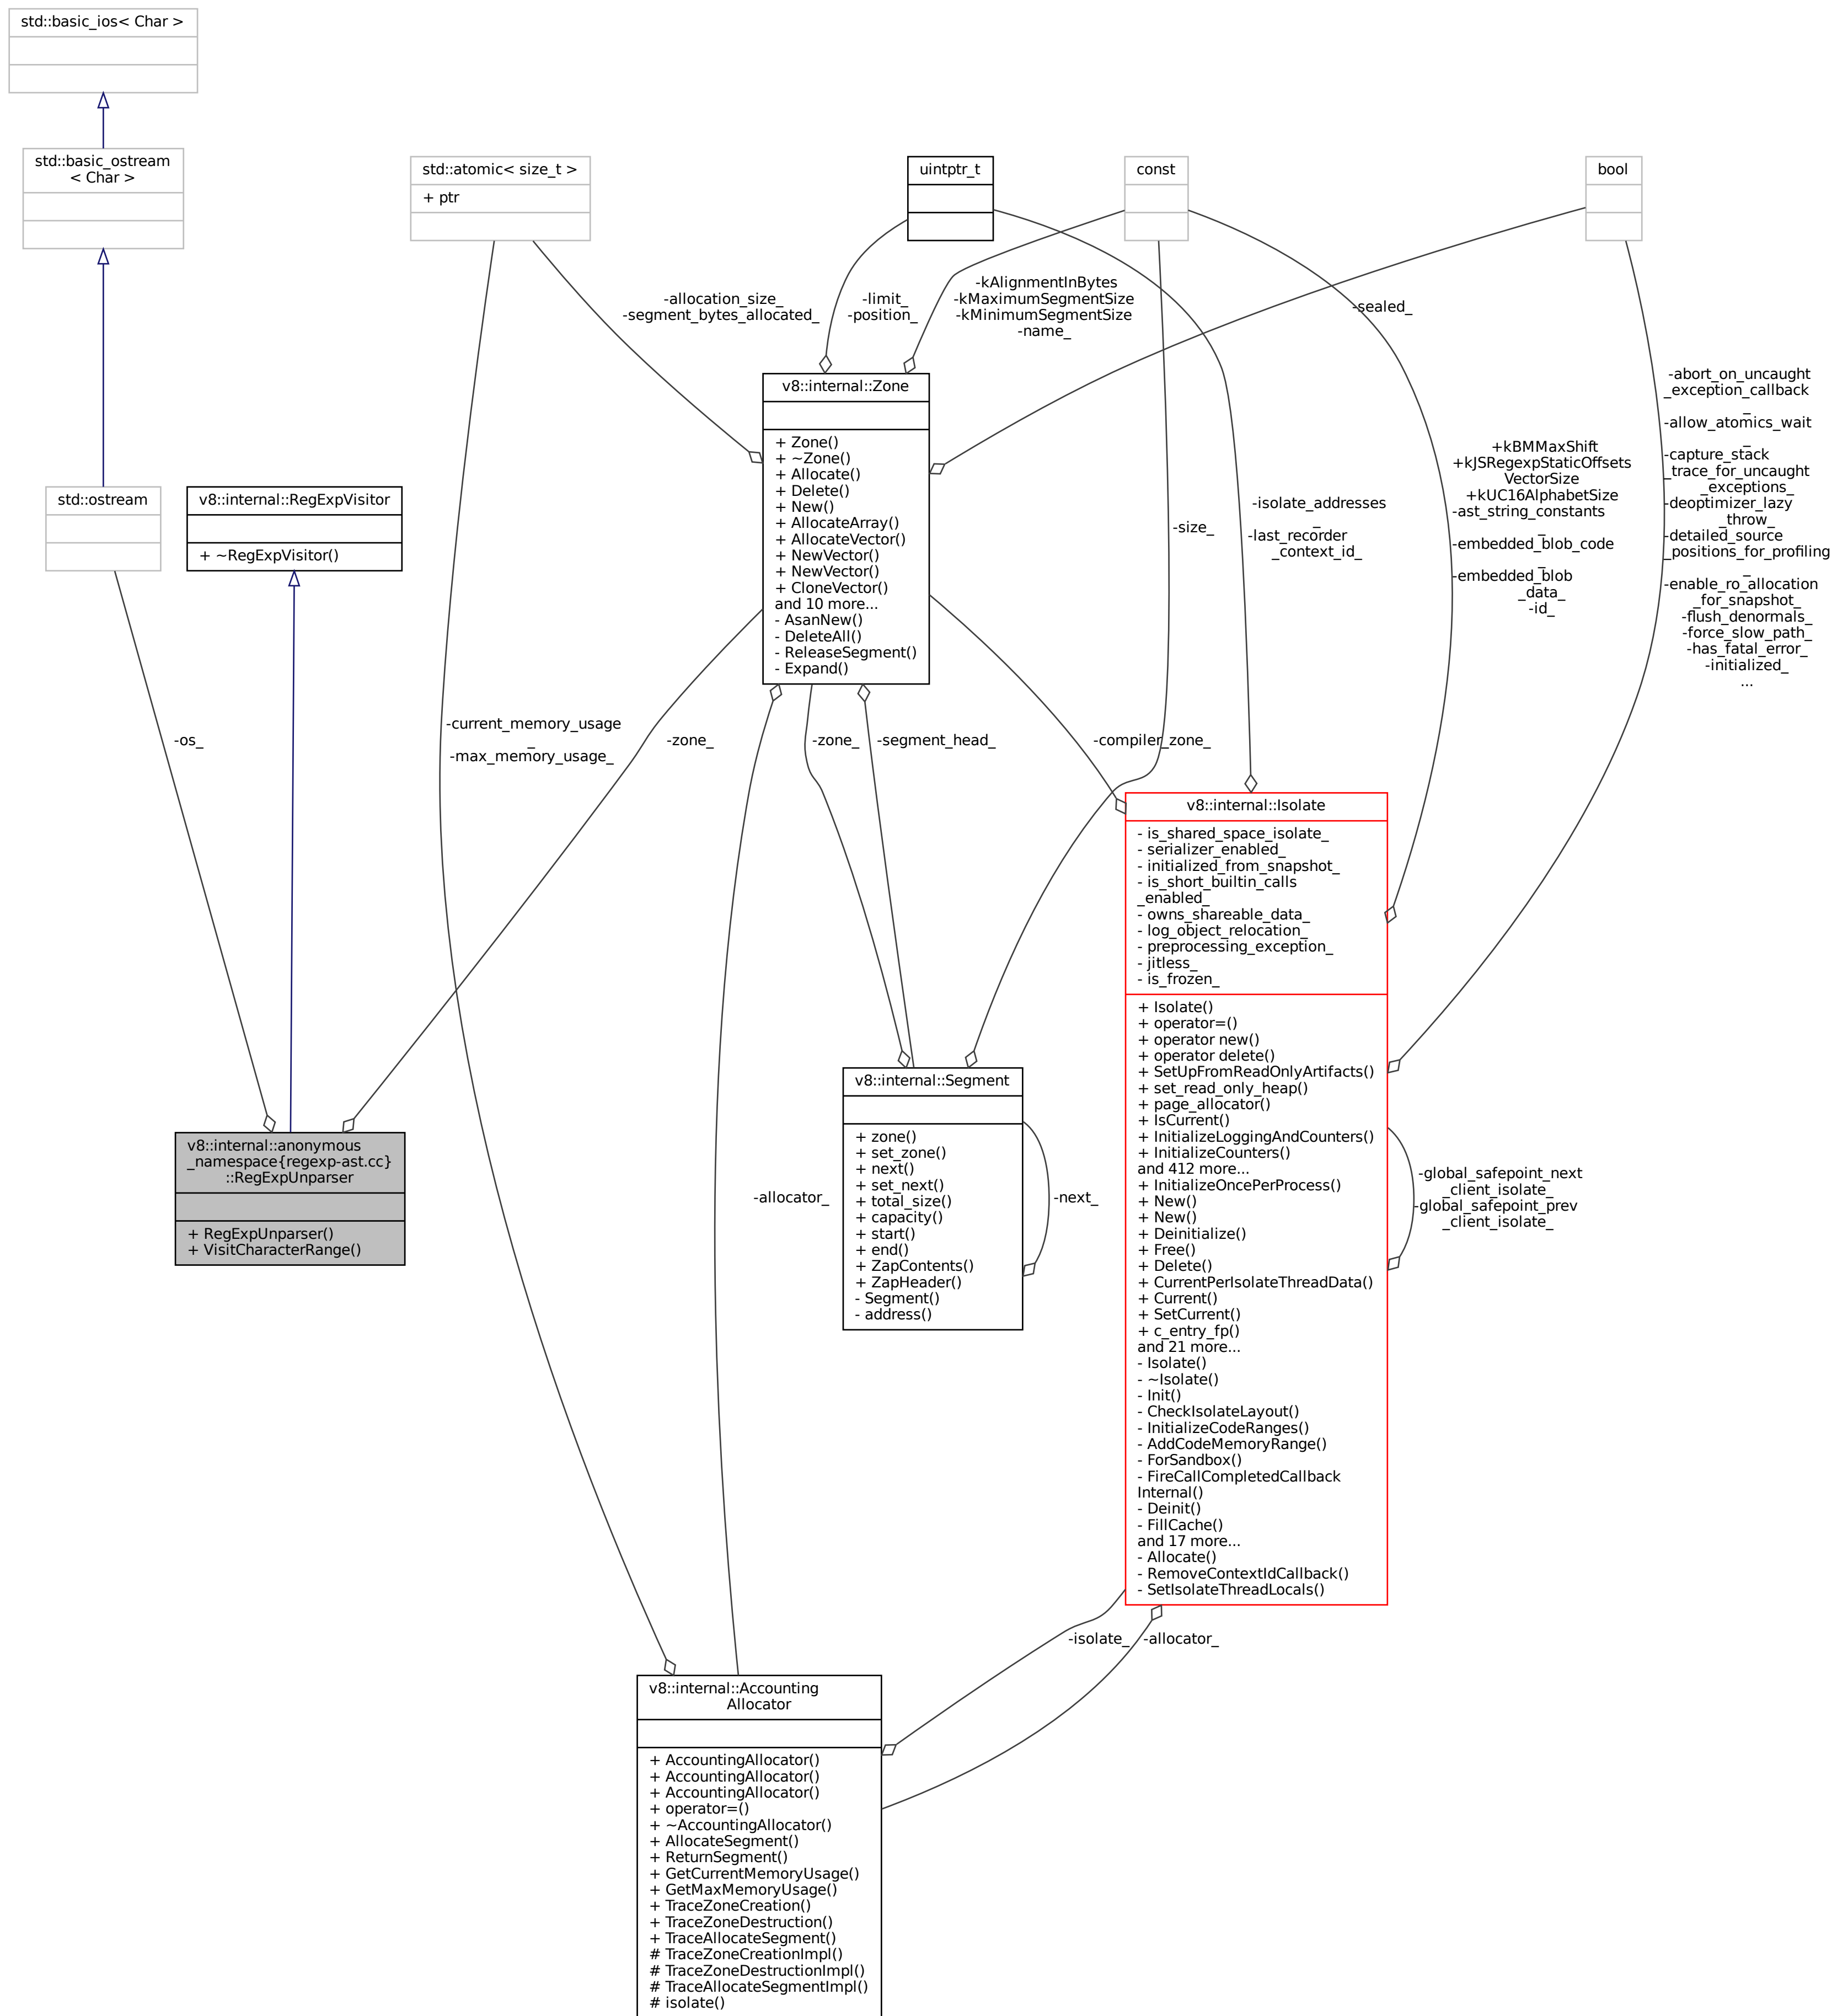 std::basic_ios< Char >
std::basic_ostream
< Char >
std::atomic< size_t >
+ ptr
uintptr_t
const
bool
-allocation_size_
-segment_bytes_allocated_
-limit_
-position_
-kAlignmentInBytes
-kMaximumSegmentSize
-kMinimumSegmentSize
-name_
-sealed_
v8::internal::Zone
+ Zone()
+ ~Zone()
+ Allocate()
+ Delete()
+ New()
+ AllocateArray()
+ AllocateVector()
+ NewVector()
+ NewVector()
+ CloneVector()
and 10 more...
- AsanNew()
- DeleteAll()
- ReleaseSegment()
- Expand()
-abort_on_uncaught
_exception_callback
_
-allow_atomics_wait
_
-capture_stack
_trace_for_uncaught
_exceptions_
-deoptimizer_lazy
_throw_
-detailed_source
_positions_for_profiling
_
-enable_ro_allocation
_for_snapshot_
-flush_denormals_
-force_slow_path_
-has_fatal_error_
-initialized_
...
+kBMMaxShift
+kJSRegexpStaticOffsets
VectorSize
+kUC16AlphabetSize
-ast_string_constants
_
-embedded_blob_code
_
-embedded_blob
_data_
-id_
-isolate_addresses
_
-last_recorder
_context_id_
-size_
std::ostream
v8::internal::RegExpVisitor
+ ~RegExpVisitor()
-os_
-current_memory_usage
_
-max_memory_usage_
-zone_
-zone_
-segment_head_
-compiler_zone_
v8::internal::Isolate
- is_shared_space_isolate_
- serializer_enabled_
- initialized_from_snapshot_
- is_short_builtin_calls
_enabled_
- owns_shareable_data_
- log_object_relocation_
- preprocessing_exception_
- jitless_
- is_frozen_
+ Isolate()
+ operator=()
+ operator new()
+ operator delete()
+ SetUpFromReadOnlyArtifacts()
+ set_read_only_heap()
+ page_allocator()
+ IsCurrent()
+ InitializeLoggingAndCounters()
+ InitializeCounters()
and 412 more...
+ InitializeOncePerProcess()
+ New()
+ New()
+ Deinitialize()
+ Free()
+ Delete()
+ CurrentPerIsolateThreadData()
+ Current()
+ SetCurrent()
+ c_entry_fp()
and 21 more...
- Isolate()
- ~Isolate()
- Init()
- CheckIsolateLayout()
- InitializeCodeRanges()
- AddCodeMemoryRange()
- ForSandbox()
- FireCallCompletedCallback
Internal()
- Deinit()
- FillCache()
and 17 more...
- Allocate()
- RemoveContextIdCallback()
- SetIsolateThreadLocals()
v8::internal::Segment
+ zone()
+ set_zone()
+ next()
+ set_next()
+ total_size()
+ capacity()
+ start()
+ end()
+ ZapContents()
+ ZapHeader()
- Segment()
- address()
-next_
-global_safepoint_next
_client_isolate_
-global_safepoint_prev
_client_isolate_
v8::internal::anonymous
_namespace{regexp-ast.cc}
::RegExpUnparser
+ RegExpUnparser()
+ VisitCharacterRange()
-allocator_
-isolate_
-allocator_
v8::internal::Accounting
Allocator
+ AccountingAllocator()
+ AccountingAllocator()
+ AccountingAllocator()
+ operator=()
+ ~AccountingAllocator()
+ AllocateSegment()
+ ReturnSegment()
+ GetCurrentMemoryUsage()
+ GetMaxMemoryUsage()
+ TraceZoneCreation()
+ TraceZoneDestruction()
+ TraceAllocateSegment()
# TraceZoneCreationImpl()
# TraceZoneDestructionImpl()
# TraceAllocateSegmentImpl()
# isolate()